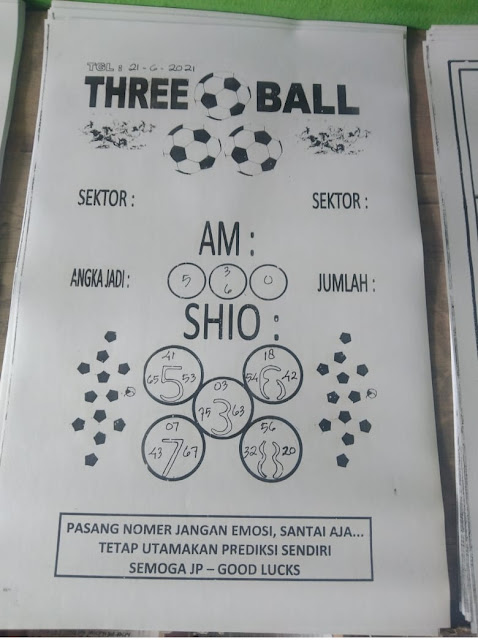 TGL : 21-6-2021
THREE BALL
SEKTOR : SEKTOR :
AM :
ANGKA JADI : 5 3 6 0 JUMLAH :
SHIO :
41 18
65 5 53 54 6 42
03
75 3 63
07 56
43 7 67 32 8 20
PASANG NOMER JANGAN EMOSI, SANTAI AJA...
TETAP UTAMAKAN PREDIKSI SENDIRI
SEMOGA JP – GOOD LUCKS